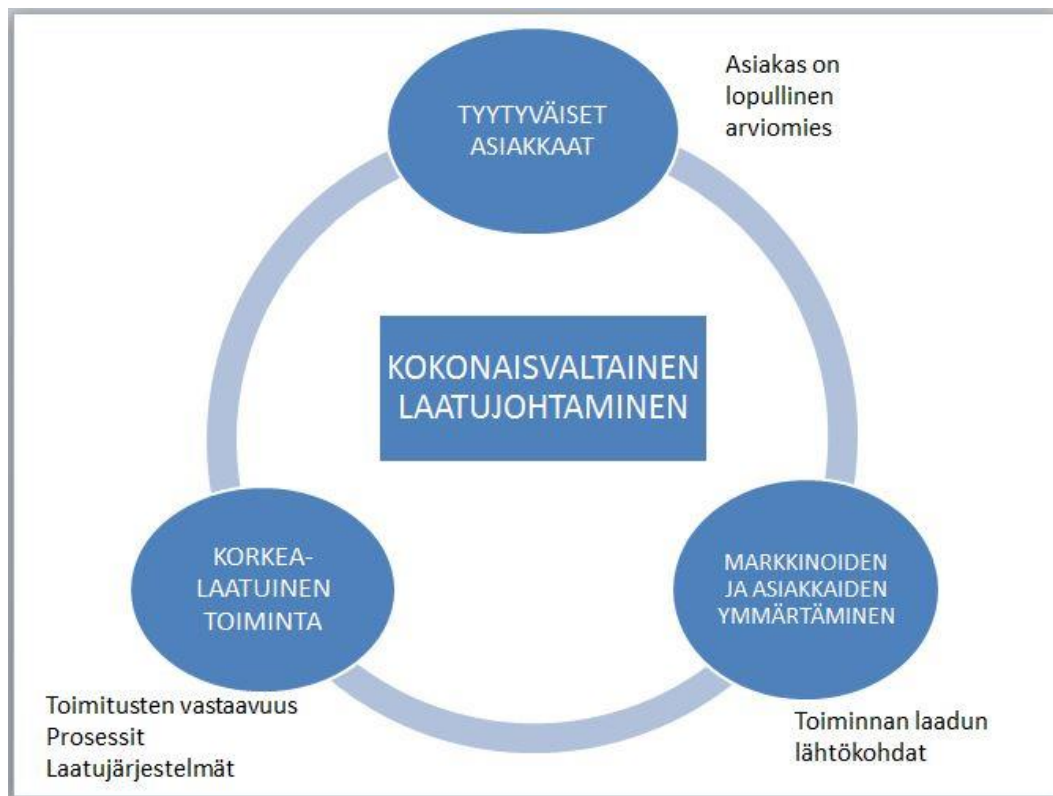 TYYTYVÄISET
ASIAKKAAT
Asiakas on
lopullinen
arviomies
KOKONAISVALTAINEN
LAATUJOHTAMINEN
KORKEA-
LAATUINEN
TOIMINTA
MARKKINOIDEN
JA ASIAKKAIDEN
YMMÄRTÄMINEN
Toimitusten vastaavuus
Prosessit
Laatujärjestelmät
Toiminnan laadun
lähtökohdat